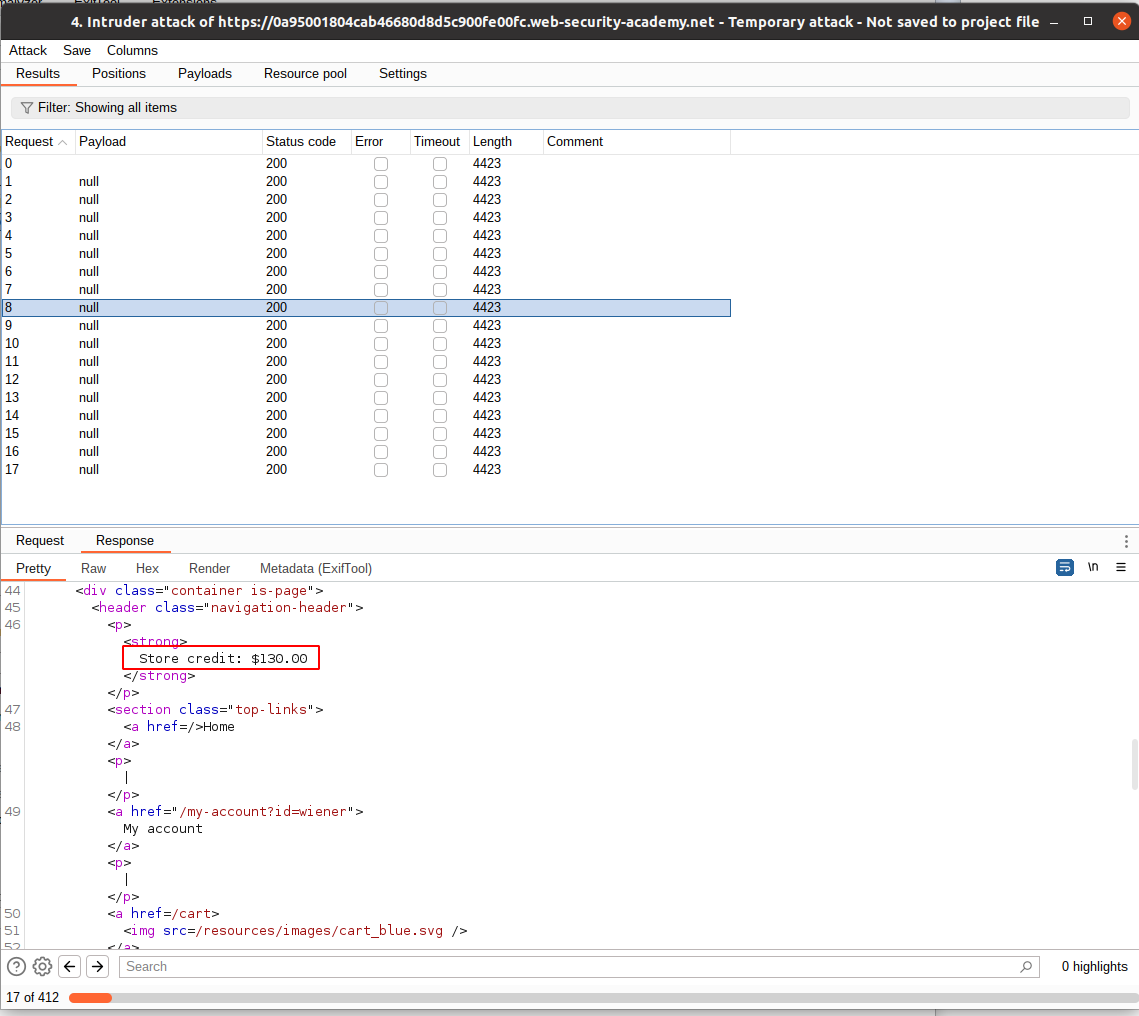 4. Intruder attack of https://0a95001804cab46680d8d5c900fe00fc.web-security-academy.net - Temporary attack - Not saved to project file
Attack Save Columns
Results Positions Payloads Resource pool Settings
Filter: Showing all items
Request Payload Status code Error Timeout Length Comment
0 200 4423
1 null 200 4423
2 null 200 4423
3 null 200 4423
4 null 200 4423
5 null 200 4423
6 null 200 4423
7 null 200 4423
8 null 200 4423
9 null 200 4423
10 null 200 4423
11 null 200 4423
12 null 200 4423
13 null 200 4423
14 null 200 4423
15 null 200 4423
16 null 200 4423
17 null 200 4423
Request Response
Pretty Raw Hex Render Metadata (ExifTool) \n
44 <div class="container is-page">
45 <header class="navigation-header">
46 <p>
<strong>
Store credit: $130.00
</strong>
</p>
47 <section class="top-links">
48 <a href=/>Home
</a>
<p>
|
</p>
49 <a href="/my-account?id=wiener">
My account
</a>
<p>
|
</p>
50 <a href=/cart>
51 <img src=/resources/images/cart_blue.svg />
52 </a>
Search 0 highlights
17 of 412